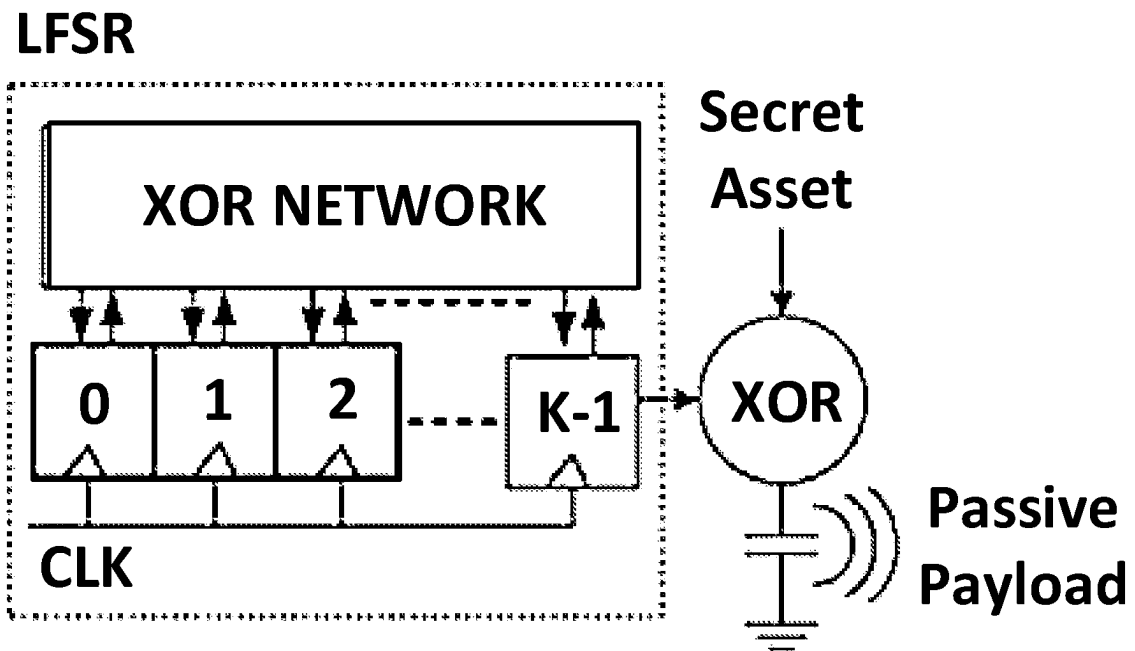 LFSR
XOR NETWORK
0
1
2
K-1
CLK
Secret
Asset
XOR
Passive
Payload